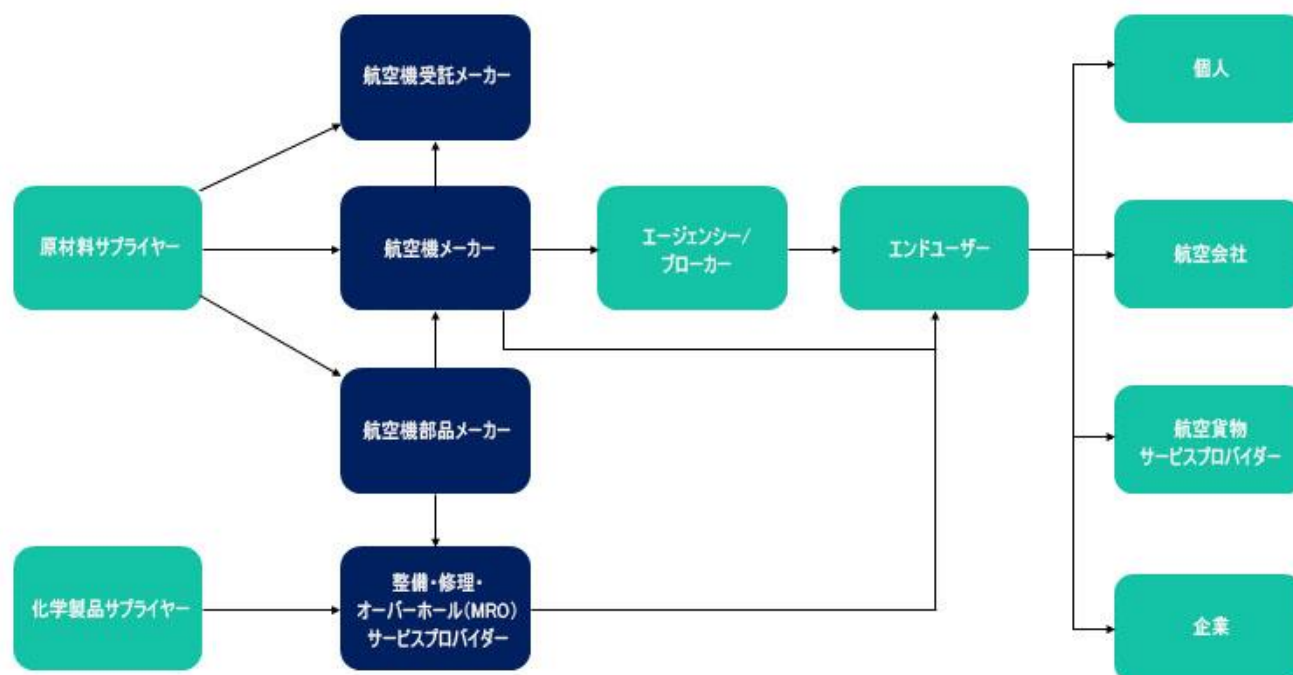 航空機受託メーカー
個人
原材料サプライヤー
航空機メーカー
エージェンシー/
ブローカー
エンドユーザー
航空会社
航空機部品メーカー
航空貨物
サービスプロバイダー
化学製品サプライヤー
整備・修理・
オーバーホール(MRO)
サービスプロバイダー
企業